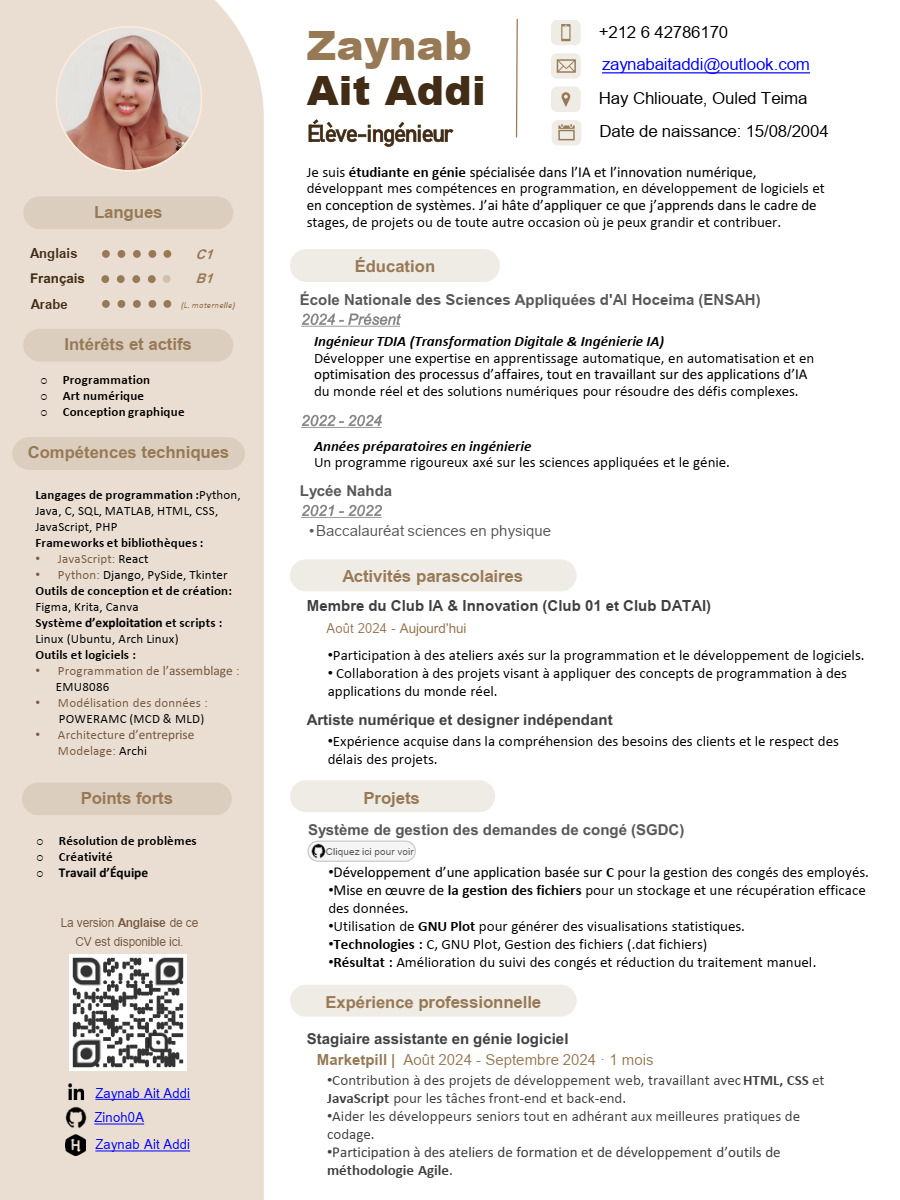 Zaynab
Ait Addi
Élève-ingénieur
+212 6 42786170
zaynabaitaddi@outlook.com
Hay Chliouate, Ouled Teima
Date de naissance: 15/08/2004
Je suis étudiante en génie spécialisée dans l'IA et l'innovation numérique,
développant mes compétences en programmation, en développement de logiciels et
en conception de systèmes. J'ai hâte d'appliquer ce que j'apprends dans le cadre de
stages, de projets ou de toute autre occasion où je peux grandir et contribuer.
Langues
Anglais C1
Français B1
Arabe (L. maternelle)
Intérêts et actifs
o Programmation
o Art numérique
o Conception graphique
Compétences techniques
Langages de programmation :Python,
Java, C, SQL, MATLAB, HTML, CSS,
JavaScript, PHP
Frameworks et bibliothèques :
• JavaScript: React
• Python: Django, PySide, Tkinter
Outils de conception et de création:
Figma, Krita, Canva
Système d'exploitation et scripts :
Linux (Ubuntu, Arch Linux)
Outils et logiciels :
• Programmation de l'assemblage :
EMU8086
• Modélisation des données :
POWERAMC (MCD & MLD)
• Architecture d'entreprise
Modelage: Archi
Points forts
o Résolution de problèmes
o Créativité
o Travail d'Équipe
La version Anglaise de ce
CV est disponible ici.
in Zaynab Ait Addi
Zinoh0A
H Zaynab Ait Addi
Éducation
École Nationale des Sciences Appliquées d'Al Hoceima (ENSAH)
2024 - Présent
Ingénieur TDIA (Transformation Digitale & Ingénierie IA)
Développer une expertise en apprentissage automatique, en automatisation et en
optimisation des processus d'affaires, tout en travaillant sur des applications d'IA
du monde réel et des solutions numériques pour résoudre des défis complexes.
2022 - 2024
Années préparatoires en ingénierie
Un programme rigoureux axé sur les sciences appliquées et le génie.
Lycée Nahda
2021 - 2022
•Baccalauréat sciences en physique
Activités parascolaires
Membre du Club IA & Innovation (Club 01 et Club DATAI)
Août 2024 - Aujourd'hui
•Participation à des ateliers axés sur la programmation et le développement de logiciels.
• Collaboration à des projets visant à appliquer des concepts de programmation à des
applications du monde réel.
Artiste numérique et designer indépendant
•Expérience acquise dans la compréhension des besoins des clients et le respect des
délais des projets.
Projets
Système de gestion des demandes de congé (SGDC)
Cliquez ici pour voir
•Développement d'une application basée sur C pour la gestion des congés des employés.
•Mise en œuvre de la gestion des fichiers pour un stockage et une récupération efficace
des données.
•Utilisation de GNU Plot pour générer des visualisations statistiques.
•Technologies : C, GNU Plot, Gestion des fichiers (.dat fichiers)
•Résultat : Amélioration du suivi des congés et réduction du traitement manuel.
Expérience professionnelle
Stagiaire assistante en génie logiciel
Marketpill | Août 2024 - Septembre 2024 · 1 mois
•Contribution à des projets de développement web, travaillant avec HTML, CSS et
JavaScript pour les tâches front-end et back-end.
•Aider les développeurs seniors tout en adhérant aux meilleures pratiques de
codage.
•Participation à des ateliers de formation et de développement d'outils de
méthodologie Agile.